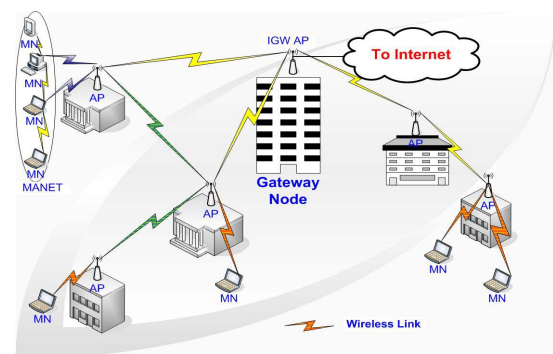 IGW AP
To Internet
MN
MN
MN
MN
MANET
AP
AP
Gateway
Node
AP
AP
AP
MN
MN
MN
MN
Wireless Link